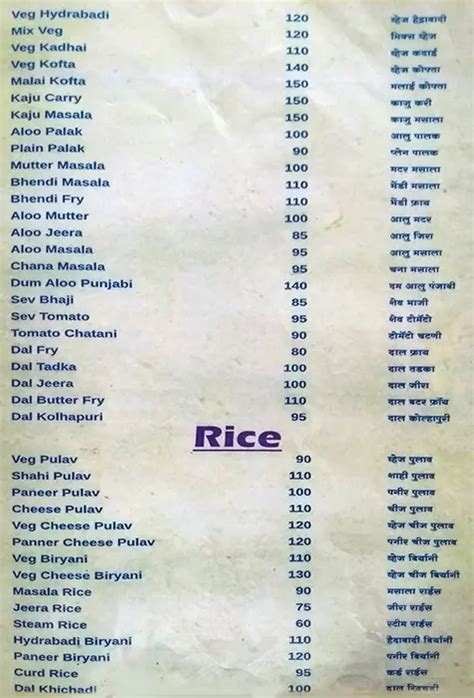 Veg Hydrabadi 120 व्हेज हैद्राबादी
Mix Veg 120 मिक्स व्हेज
Veg Kadhai 110 व्हेज कढाई
Veg Kofta 140 व्हेज कोफ्ता
Malai Kofta 150 मलाई कोफ्ता
Kaju Carry 150 काजु करी
Kaju Masala 150 काजु मसाला
Aloo Palak 100 आलु पालक
Plain Palak 90 प्लेन पालक
Mutter Masala 100 मटर मसाला
Bhendi Masala 110 भेंडी मसाला
Bhendi Fry 110 भेंडी फ्राय
Aloo Mutter 100 आलु मटर
Aloo Jeera 85 आलु जिरा
Aloo Masala 95 आलु मसाला
Chana Masala 95 चना मसाला
Dum Aloo Punjabi 140 दम आलु पंजाबी
Sev Bhaji 85 शेव भाजी
Sev Tomato 95 शेव टोमॅटो
Tomato Chatani 90 टोमॅटो चटणी
Dal Fry 80 दाल फ्राय
Dal Tadka 100 दाल तडका
Dal Jeera 100 दाल जीरा
Dal Butter Fry 110 दाल बटर फ्रॉय
Dal Kolhapuri 95 दाल कोल्हापुरी
Rice
Veg Pulav 90 व्हेज पुलाव
Shahi Pulav 110 शाही पुलाव
Paneer Pulav 100 पनीर पुलाव
Cheese Pulav 110 चीज पुलाव
Veg Cheese Pulav 120 व्हेज चीज पुलाव
Panner Cheese Pulav 120 पनीर चीज पुलाव
Veg Biryani 110 व्हेज बिर्यानी
Veg Cheese Biryani 130 व्हेज चीज बिर्यानी
Masala Rice 90 मसाला राईस
Jeera Rice 75 जीरा राईस
Steam Rice 60 स्टीम राईस
Hydrabadi Biryani 110 हैद्राबादी बिर्यानी
Paneer Biryani 120 पनीर बिर्यानी
Curd Rice 95 कर्ड राईस
Dal Khichadi 100 दाल खिचडी